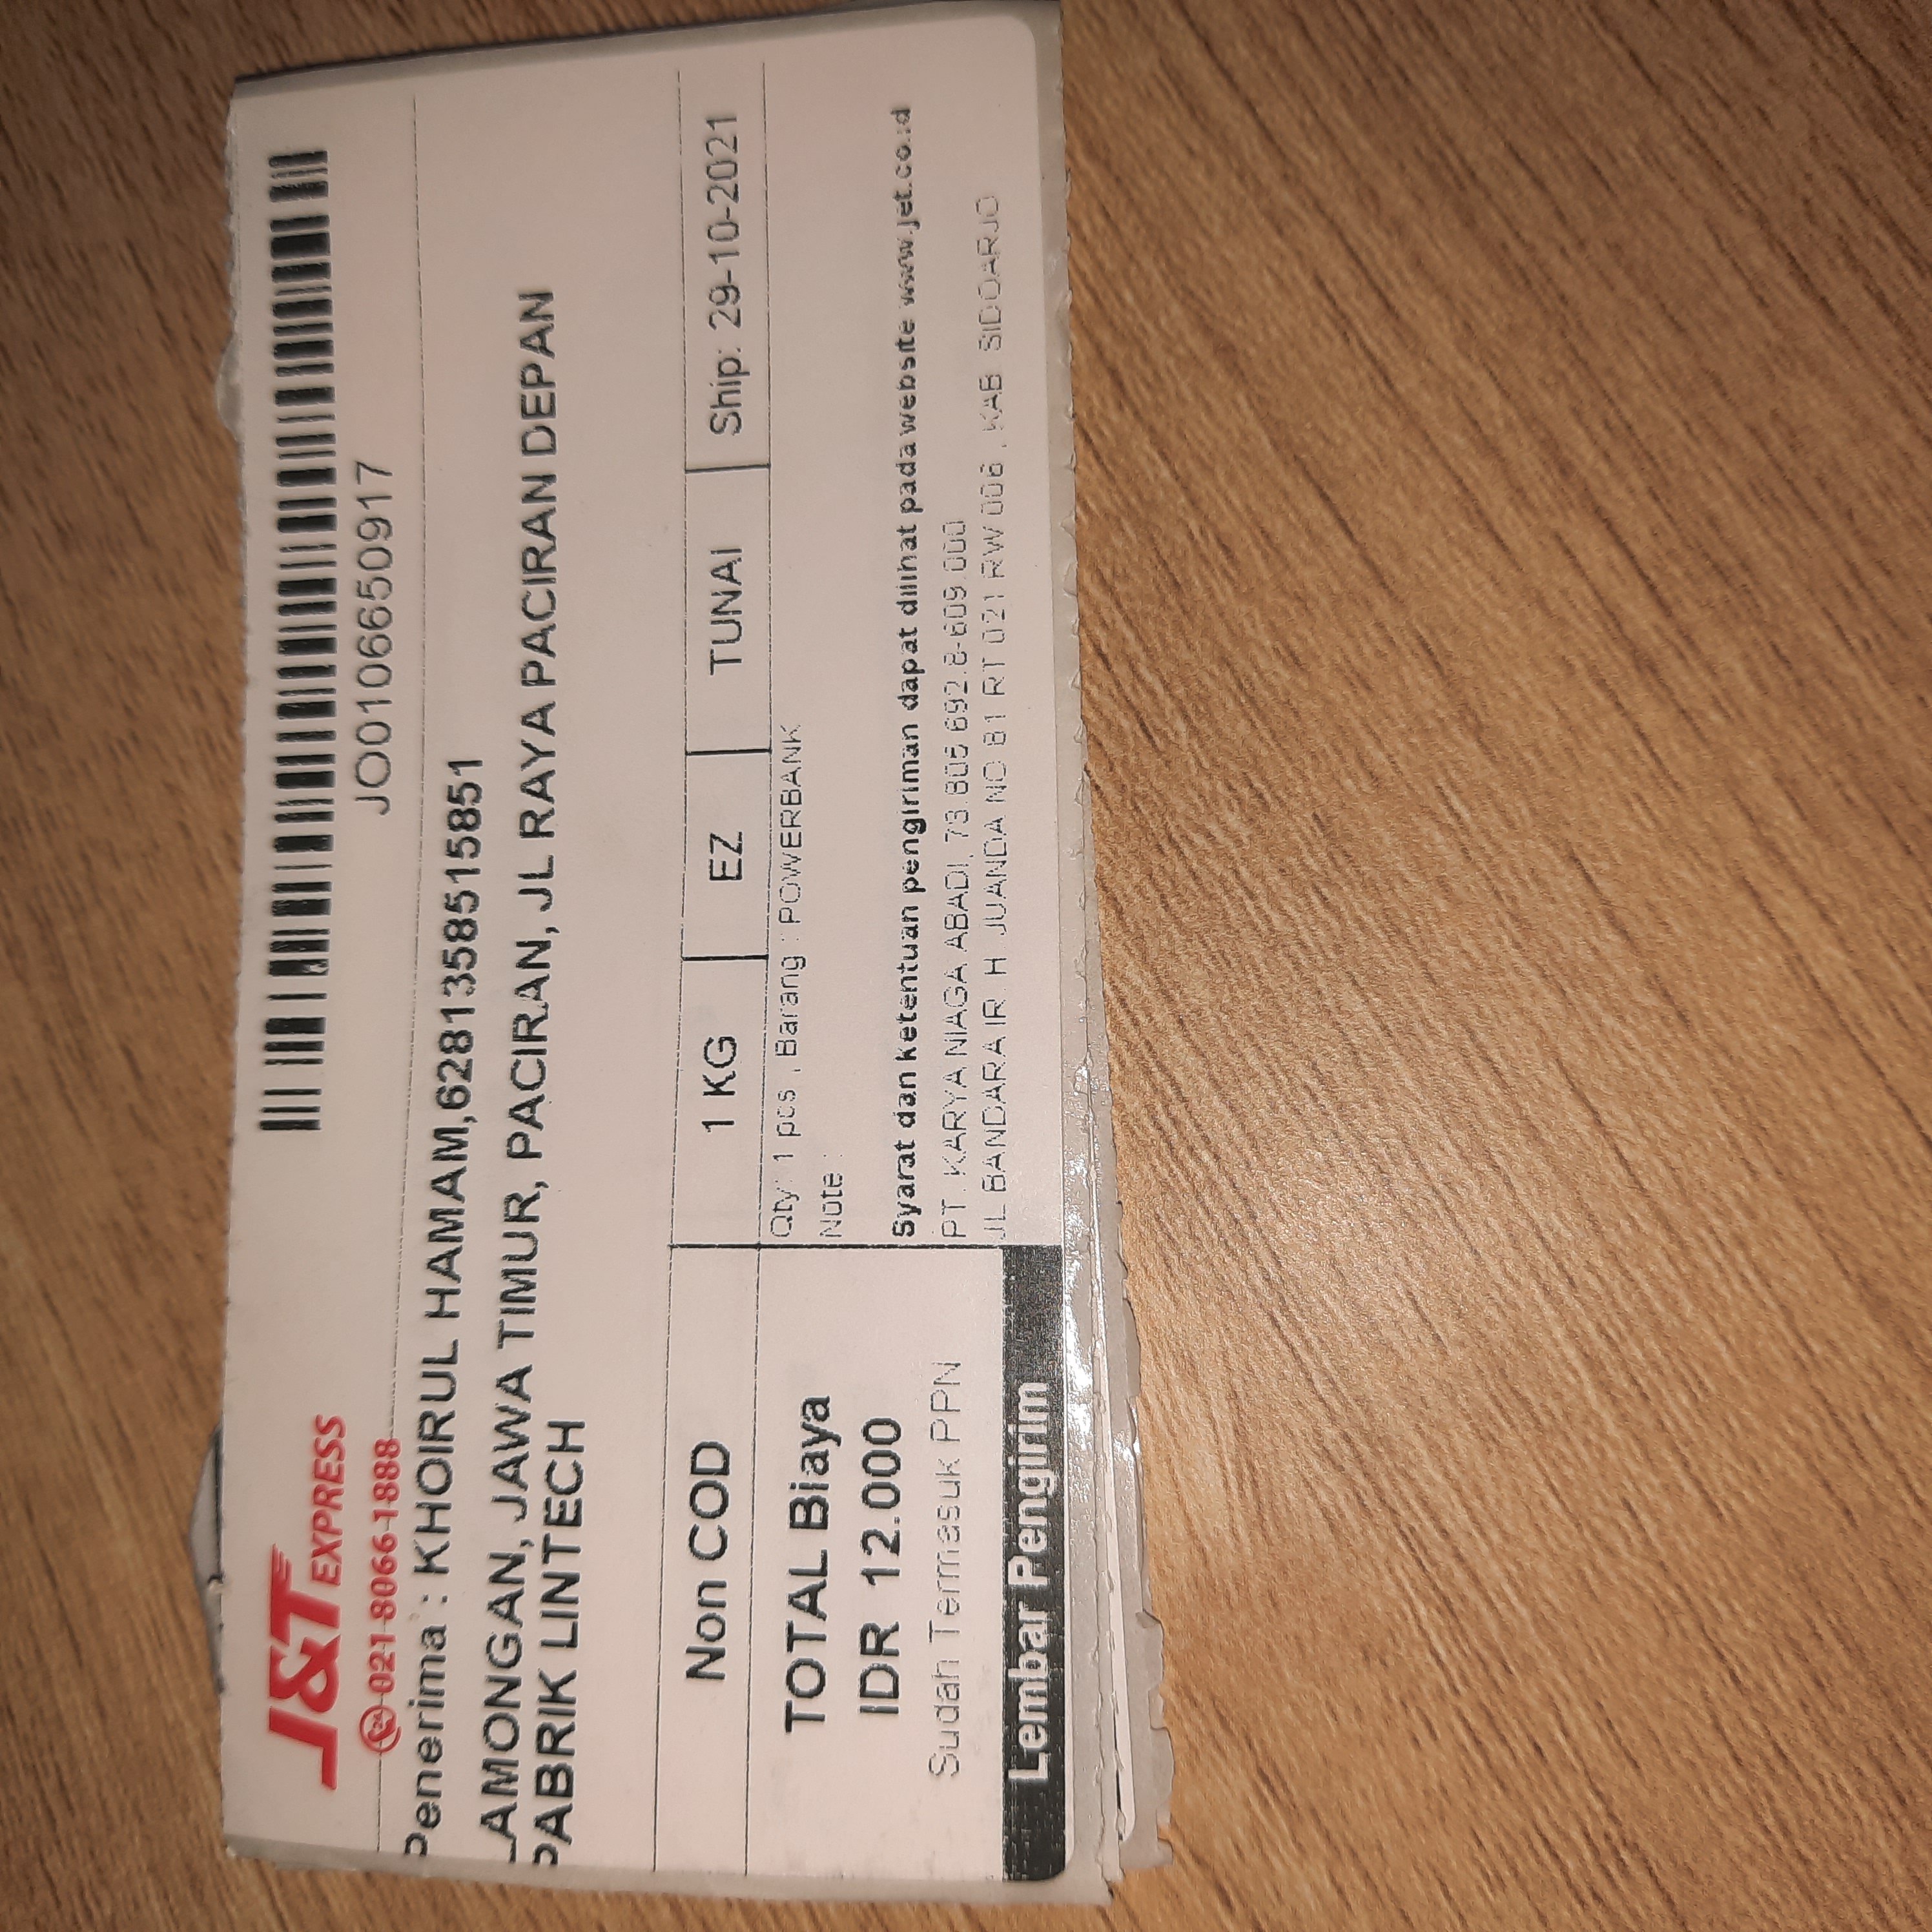 J&T EXPRESS
24 021 8066 1888
JO0106650917
Penerima : KHOIRUL HAMAM,6281358515851
LAMONGAN, JAWA TIMUR, PACIRAN, JL RAYA PACIRAN DEPAN
PABRIK LINTECH
Non COD
1 KG
EZ
TUNAI
Ship: 29-10-2021
TOTAL Biaya
IDR 12.000
Sudah Termasuk PPN
Lembar Pengirim
Qty: 1 pcs , Barang : POWERBANK
Note :
Syarat dan ketentuan pengiriman dapat dilihat pada website www.jet.co.id
PT. KARYA NIAGA ABADI, 73.806.692.8-609.000
JL BANDARA IR. H. JUANDA NO 81 RT 021 RW 006 , KAB. SIDOARJO